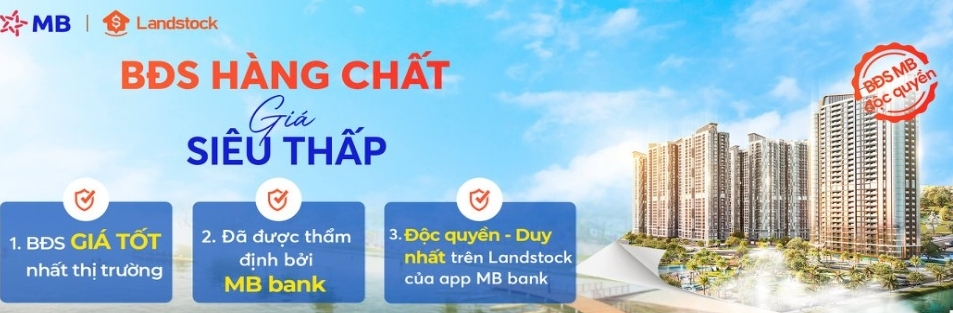 MB | Landstock
BĐS HÀNG CHẤT
Giá
SIÊU THẤP
BĐS MB
độc quyền
1. BĐS GIÁ TỐT
nhất thị trường
2. Đã được thẩm
định bởi
MB bank
3. Độc quyền - Duy
nhất trên Landstock
của app MB bank